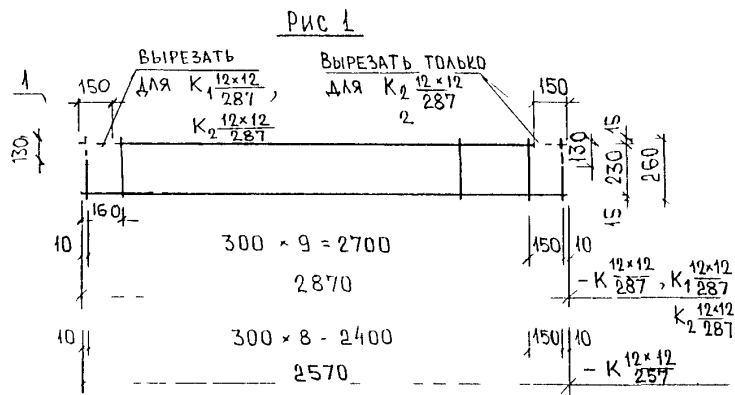 Рис 1
1
ВЫРЕЗАТЬ
ДЛЯ К1 12×12/287,
К2 12×12/287
ВЫРЕЗАТЬ ТОЛЬКО
ДЛЯ К2 12×12/287
2
150
150
130
130
15
230
15
260
160
10
300 × 9 = 2700
150
10
2870
- К 12×12/287, К1 12×12/287
К2 12×12/287
10
300 × 8 - 2400
150
10
2570
- К 12×12/257